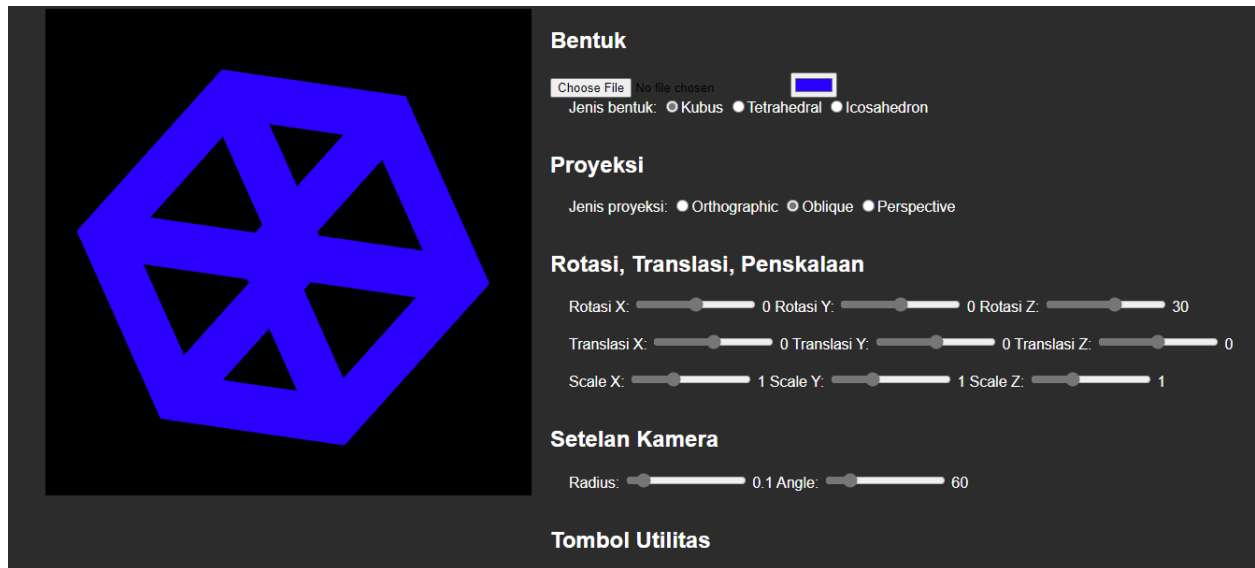 Bentuk
Choose File No file chosen
Jenis bentuk: Kubus Tetrahedral Icosahedron
Proyeksi
Jenis proyeksi: Orthographic Oblique Perspective
Rotasi, Translasi, Penskalaan
Rotasi X: 0 Rotasi Y: 0 Rotasi Z: 30
Translasi X: 0 Translasi Y: 0 Translasi Z: 0
Scale X: 1 Scale Y: 1 Scale Z: 1
Setelan Kamera
Radius: 0.1 Angle: 60
Tombol Utilitas